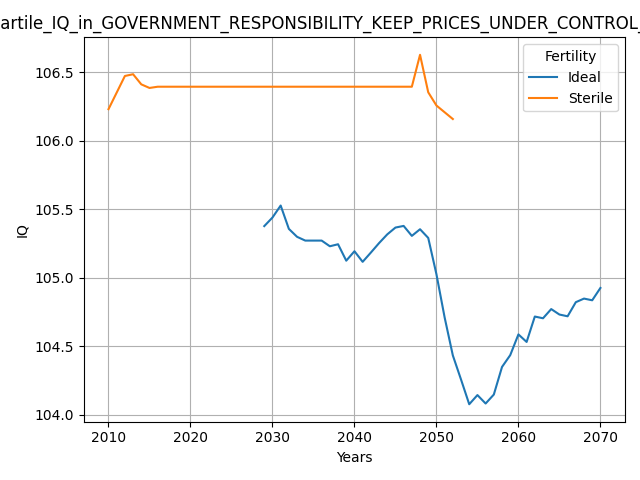 artile_IQ_in_GOVERNMENT_RESPONSIBILITY_KEEP_PRICES_UNDER_CONTROL_
Fertility
Ideal
Sterile
106.5
106.0
105.5
105.0
104.5
104.0
IQ
2010 2020 2030 2040 2050 2060 2070
Years